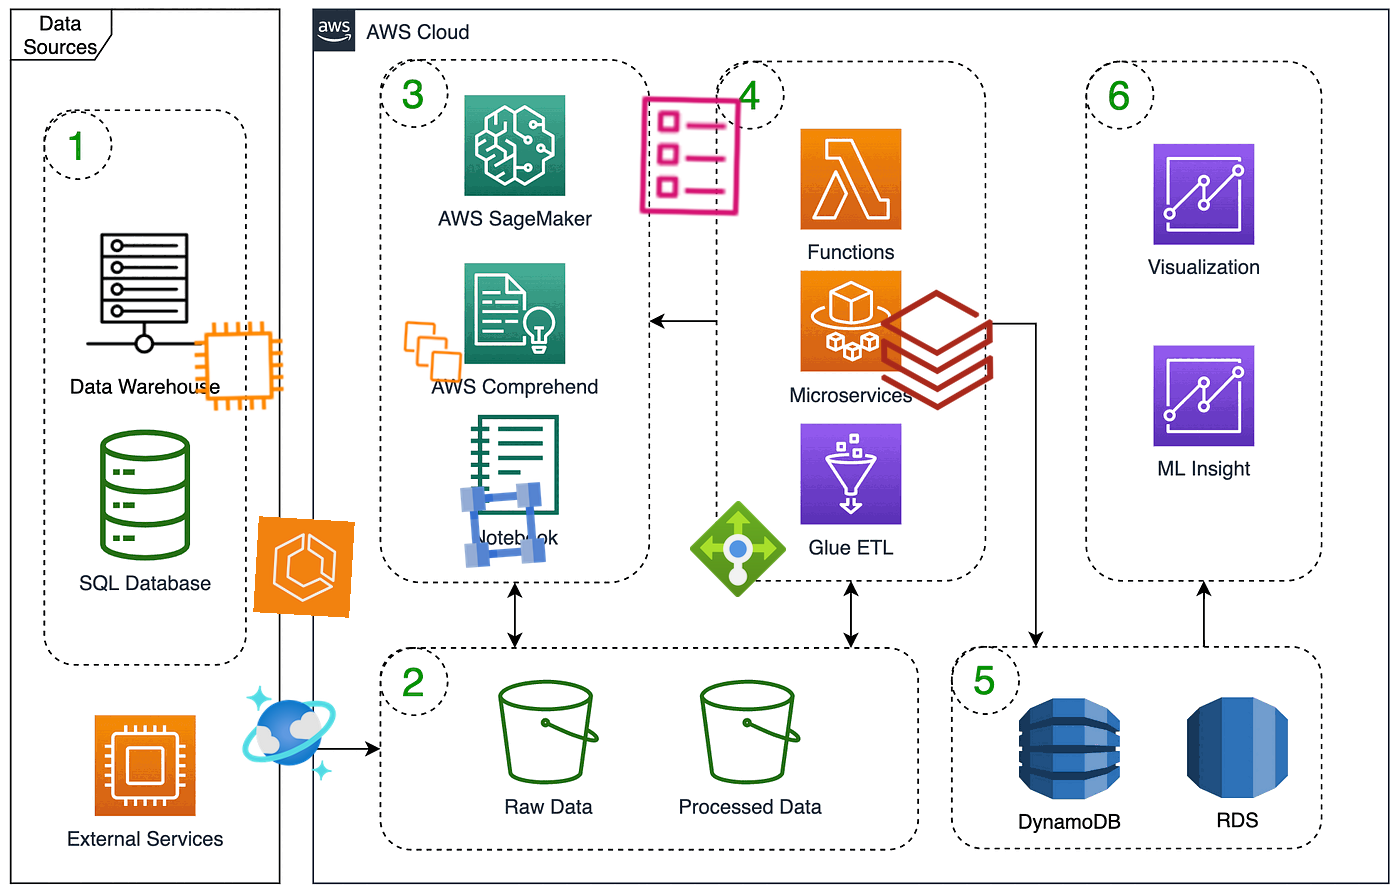 Data
Sources
aws
AWS Cloud
1
Data Warehouse
SQL Database
External Services
3
AWS SageMaker
AWS Comprehend
Notebook
4
Functions
Microservices
Glue ETL
6
Visualization
ML Insight
2
Raw Data
Processed Data
5
DynamoDB
RDS